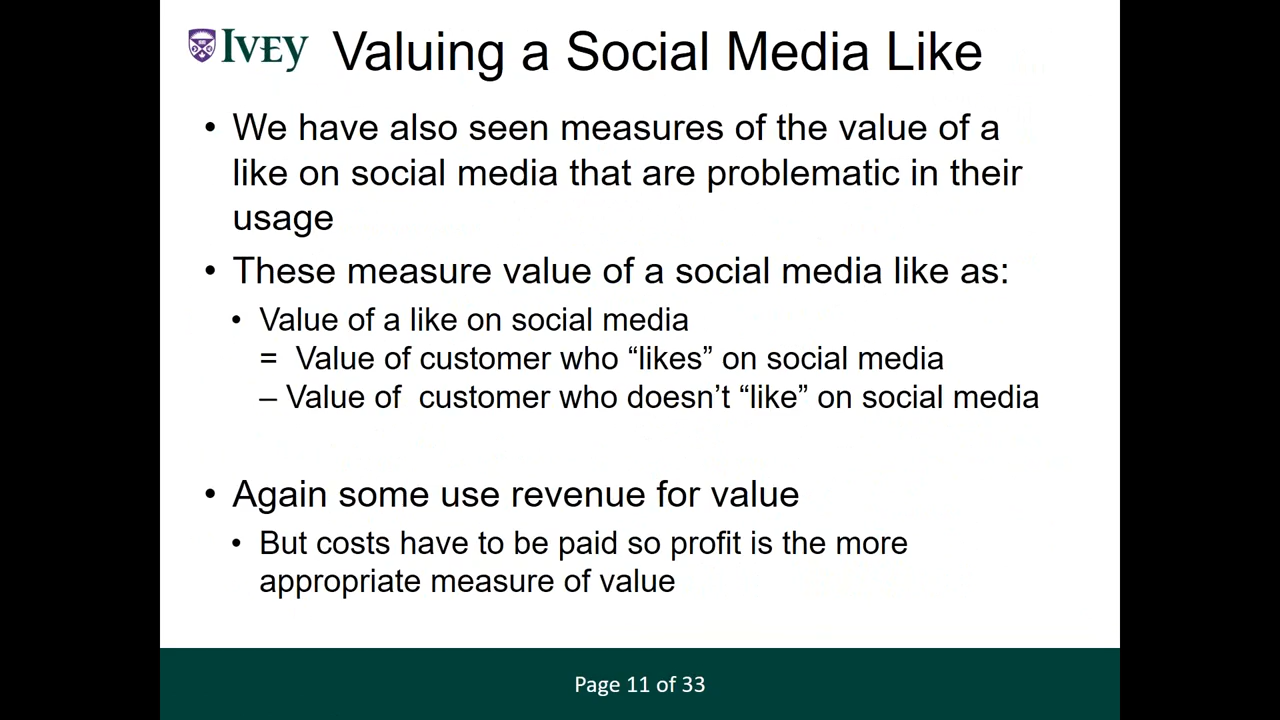 IVEY Valuing a Social Media Like
• We have also seen measures of the value of a
like on social media that are problematic in their
usage
• These measure value of a social media like as:
• Value of a like on social media
= Value of customer who “likes” on social media
– Value of customer who doesn’t “like” on social media
• Again some use revenue for value
• But costs have to be paid so profit is the more
appropriate measure of value
Page 11 of 33